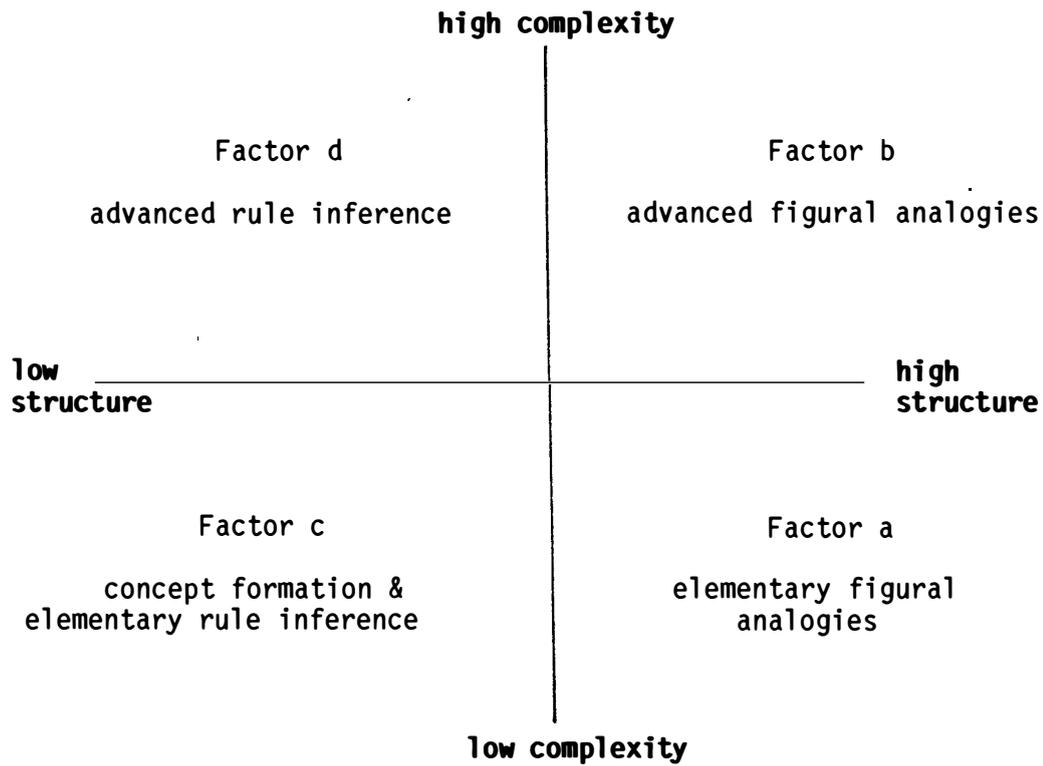 high complexity
Factor d
Factor b
advanced rule inference
advanced figural analogies
low
structure
high
structure
Factor c
Factor a
concept formation &
elementary rule inference
elementary figural
analogies
low complexity